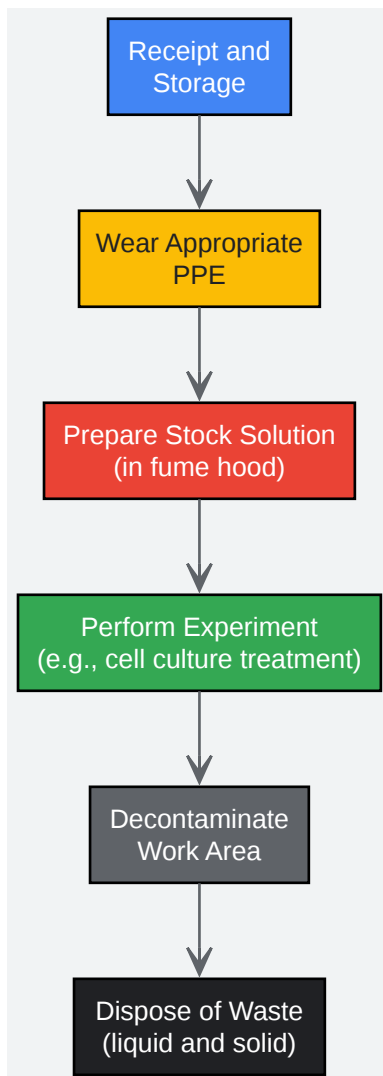 Receipt and
Storage
Wear Appropriate
PPE
Prepare Stock Solution
(in fume hood)
Perform Experiment
(e.g., cell culture treatment)
Decontaminate
Work Area
Dispose of Waste
(liquid and solid)